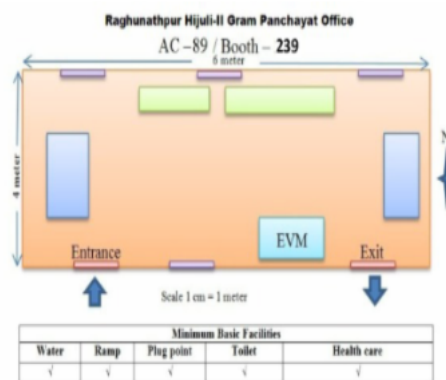 Raghunathpur Hijuli-II Gram Panchayat Office
AC –89 / Booth – 239
6 meter
4 meter
N
EVM
Entrance
Exit
Scale 1 cm = 1 meter
Minimum Basic Facilities
Water Ramp Plug point Toilet Health care
√ √ √ √ √